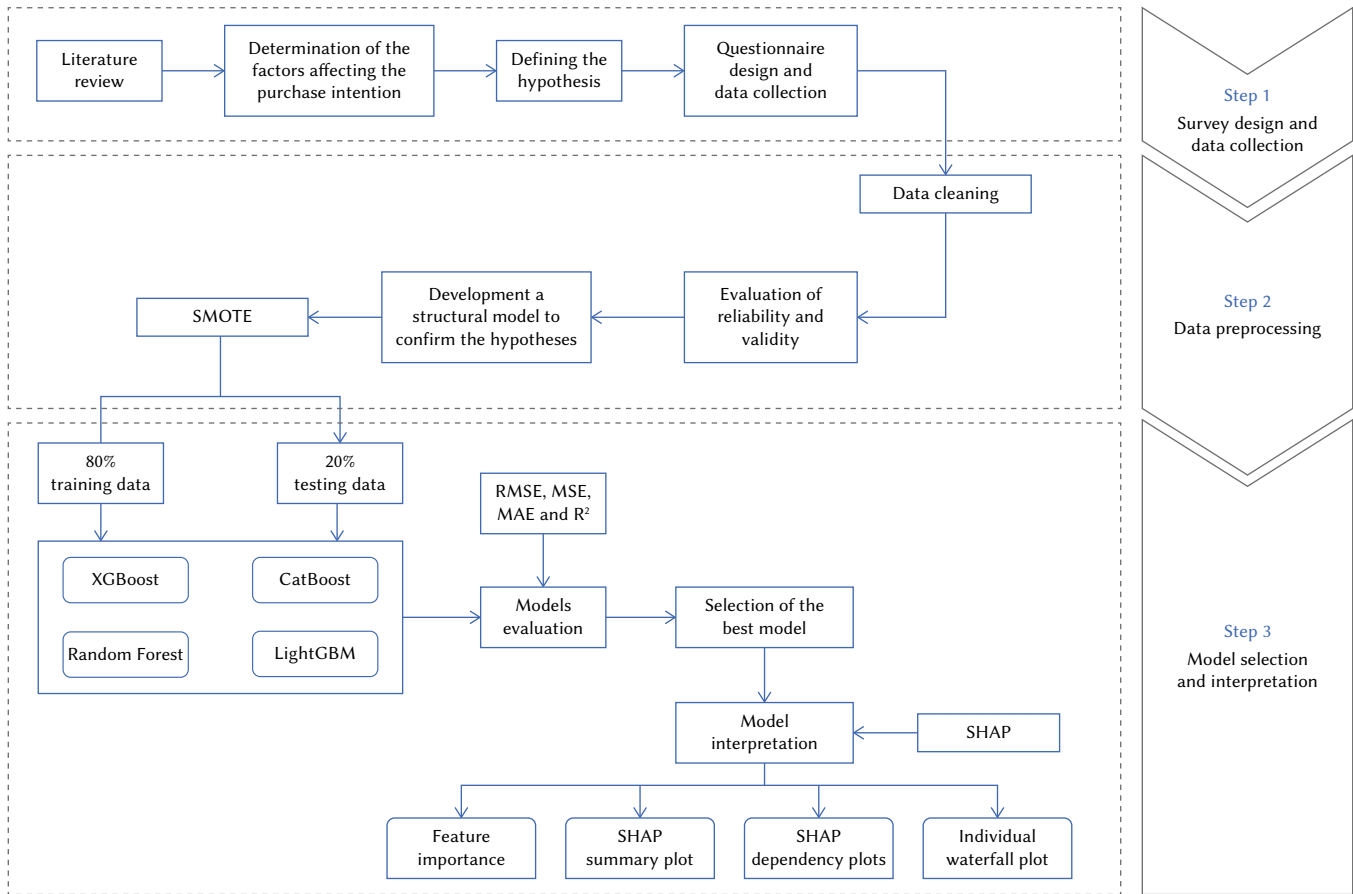 Literature
review
Determination of the
factors affecting the
purchase intention
Defining the
hypothesis
Questionnaire
design and
data collection
Step 1
Survey design and
data collection
Data cleaning
Evaluation of
reliability and
validity
Development a
structural model to
confirm the hypotheses
SMOTE
Step 2
Data preprocessing
80%
training data
20%
testing data
XGBoost
CatBoost
Random Forest
LightGBM
RMSE, MSE,
MAE and R²
Models
evaluation
Selection of the
best model
Model
interpretation
SHAP
Feature
importance
SHAP
summary plot
SHAP
dependency plots
Individual
waterfall plot
Step 3
Model selection
and interpretation